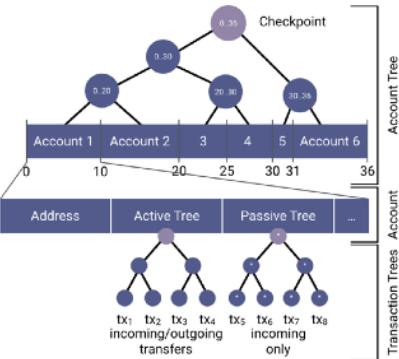 0..35
Checkpoint
0..30
0..20
20..30
30..35
Account Tree
Account 1
Account 2
3
4
5
Account 6
0
10
20
25
30
31
36
Address
Active Tree
Passive Tree
...
Account
*
* *
* * * *
tx₁ tx₂ tx₃ tx₄ tx₅ tx₆ tx₇ tx₈
incoming/outgoing
transfers
incoming
only
Transaction Trees